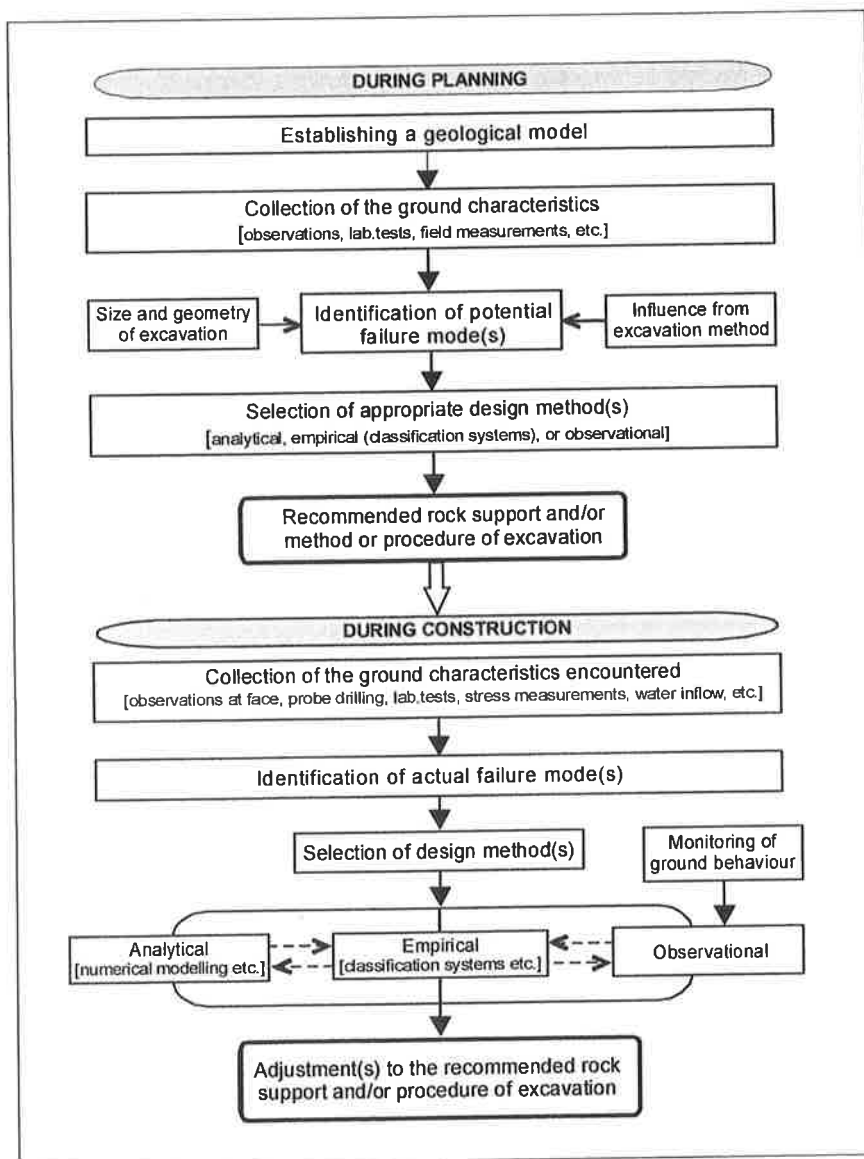 DURING PLANNING
Establishing a geological model
Collection of the ground characteristics
[observations, lab.tests, field measurements, etc.]
Size and geometry
of excavation
Identification of potential
failure mode(s)
Influence from
excavation method
Selection of appropriate design method(s)
[analytical, empirical (classification systems), or observational]
Recommended rock support and/or
method or procedure of excavation
DURING CONSTRUCTION
Collection of the ground characteristics encountered
[observations at face, probe drilling, lab.tests, stress measurements, water inflow, etc.]
Identification of actual failure mode(s)
Selection of design method(s)
Monitoring of
ground behaviour
Analytical
[numerical modelling etc.]
Empirical
[classification systems etc.]
Observational
Adjustment(s) to the recommended rock
support and/or procedure of excavation